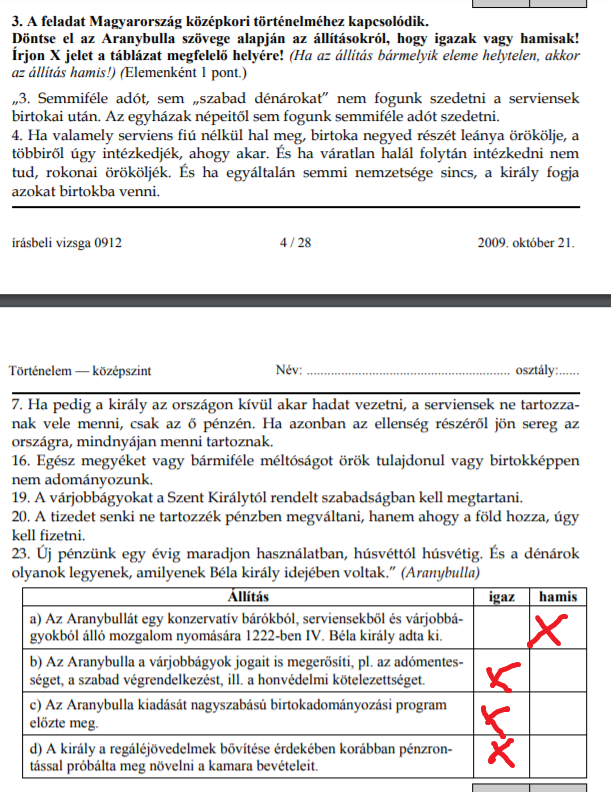 3. A feladat Magyarország középkori történelméhez kapcsolódik.
Döntse el az Aranybulla szövege alapján az állításokról, hogy igazak vagy hamisak!
Írjon X jelet a táblázat megfelelő helyére! (Ha az állítás bármelyik eleme helytelen, akkor
az állítás hamis!) (Elemenként 1 pont.)
„3. Semmiféle adót, sem „szabad dénárokat” nem fogunk szedetni a serviensek
birtokai után. Az egyházak népeitől sem fogunk semmiféle adót szedetni.
4. Ha valamely serviens fiú nélkül hal meg, birtoka negyed részét leánya örökölje, a
többiről úgy intézkedjék, ahogy akar. És ha váratlan halál folytán intézkedni nem
tud, rokonai örököljék. És ha egyáltalán semmi nemzetsége sincs, a király fogja
azokat birtokba venni.
írásbeli vizsga 0912 4 / 28 2009. október 21.
Történelem — középszint Név: ........................................................... osztály:......
7. Ha pedig a király az országon kívül akar hadat vezetni, a serviensek ne tartozza-
nak vele menni, csak az ő pénzén. Ha azonban az ellenség részéről jön sereg az
országra, mindnyájan menni tartoznak.
16. Egész megyéket vagy bármiféle méltóságot örök tulajdonul vagy birtokképpen
nem adományozunk.
19. A várjobbágyokat a Szent Királytól rendelt szabadságban kell megtartani.
20. A tizedet senki ne tartozzék pénzben megváltani, hanem ahogy a föld hozza, úgy
kell fizetni.
23. Új pénzünk egy évig maradjon használatban, húsvéttól húsvétig. És a dénárok
olyanok legyenek, amilyenek Béla király idejében voltak.” (Aranybulla)
Állítás igaz hamis
a) Az Aranybullát egy konzervatív bárókból, serviensekből és várjobbá-
gyokból álló mozgalom nyomására 1222-ben IV. Béla király adta ki. X
b) Az Aranybulla a várjobbágyok jogait is megerősíti, pl. az adómentes-
séget, a szabad végrendelkezést, ill. a honvédelmi kötelezettséget. X
c) Az Aranybulla kiadását nagyszabású birtokadományozási program
előzte meg. X
d) A király a regáléjövedelmek bővítése érdekében korábban pénzron-
tással próbálta meg növelni a kamara bevételeit. X